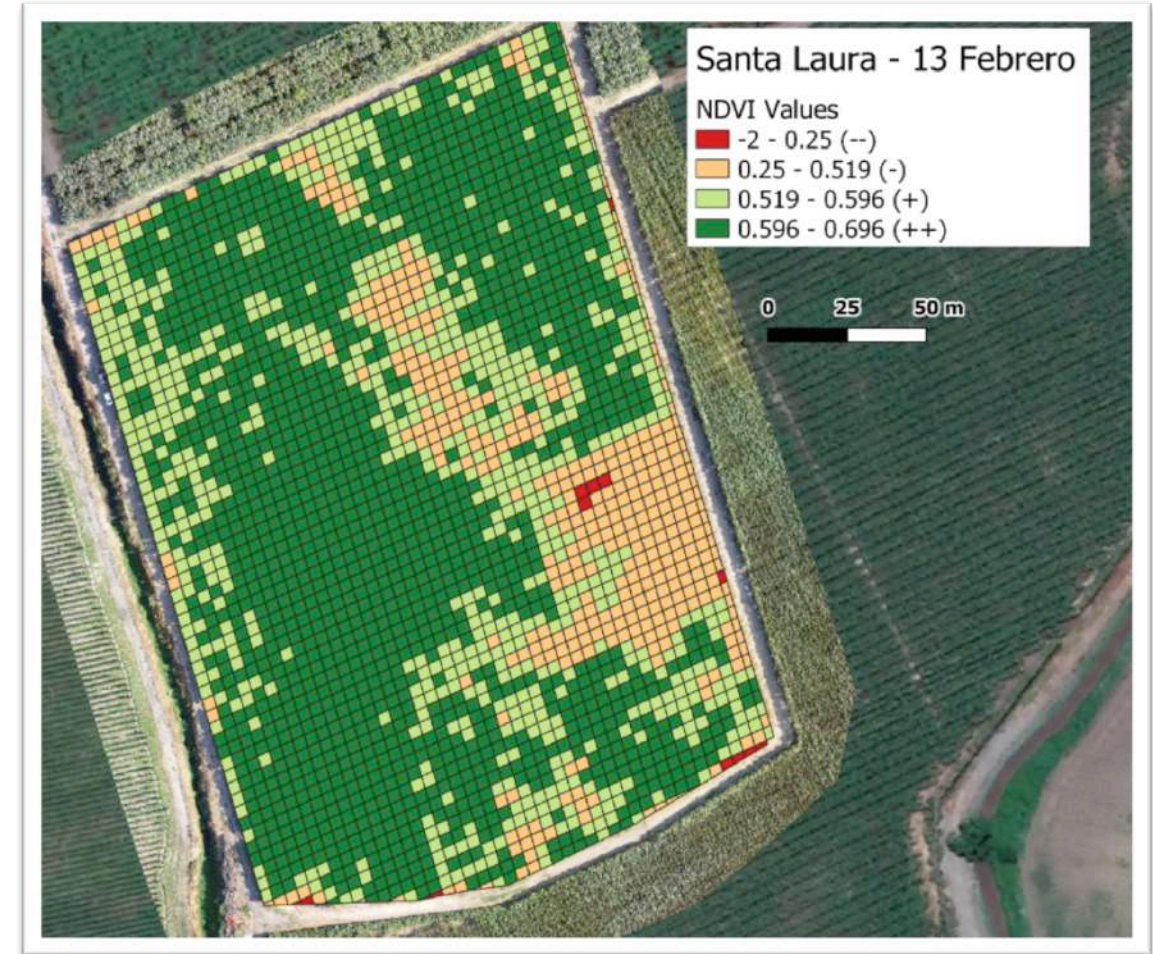 Santa Laura - 13 Febrero
NDVI Values
-2 - 0.25 (--)
0.25 - 0.519 (-)
0.519 - 0.596 (+)
0.596 - 0.696 (++)
0 25 50 m